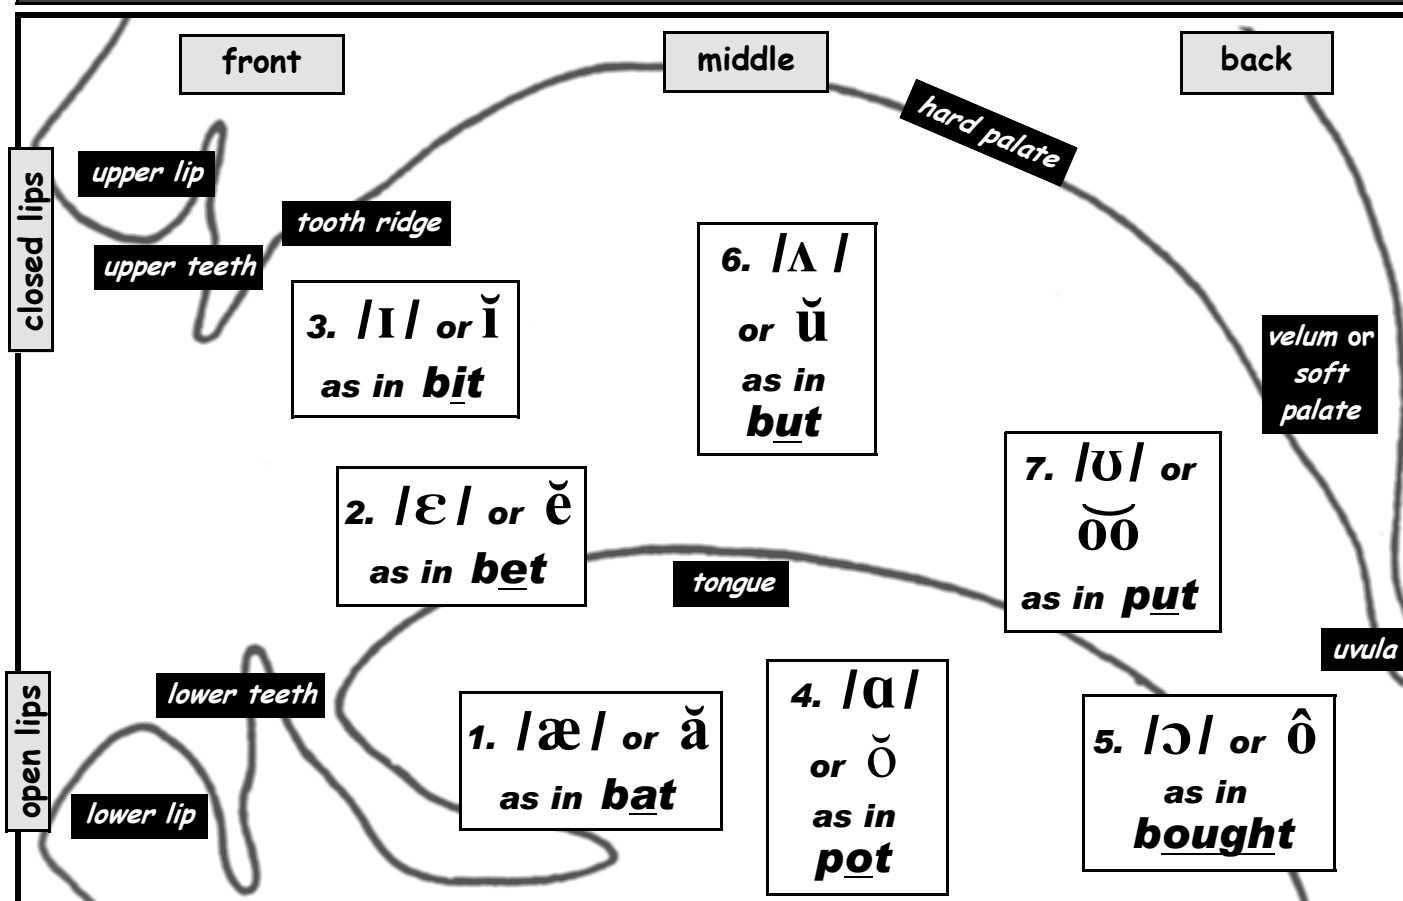 front
middle
back
hard palate
closed lips
upper lip
tooth ridge
upper teeth
3. /ɪ/ or ĭ
as in bit
6. /ʌ /
or ŭ
as in
but
velum or
soft
palate
2. /ɛ/ or ĕ
as in bet
7. /ʊ/ or
o͝o
as in put
tongue
uvula
open lips
lower teeth
lower lip
1. /æ/ or ă
as in bat
4. /ɑ/
or ŏ
as in
pot
5. /ɔ/ or ô
as in
bought